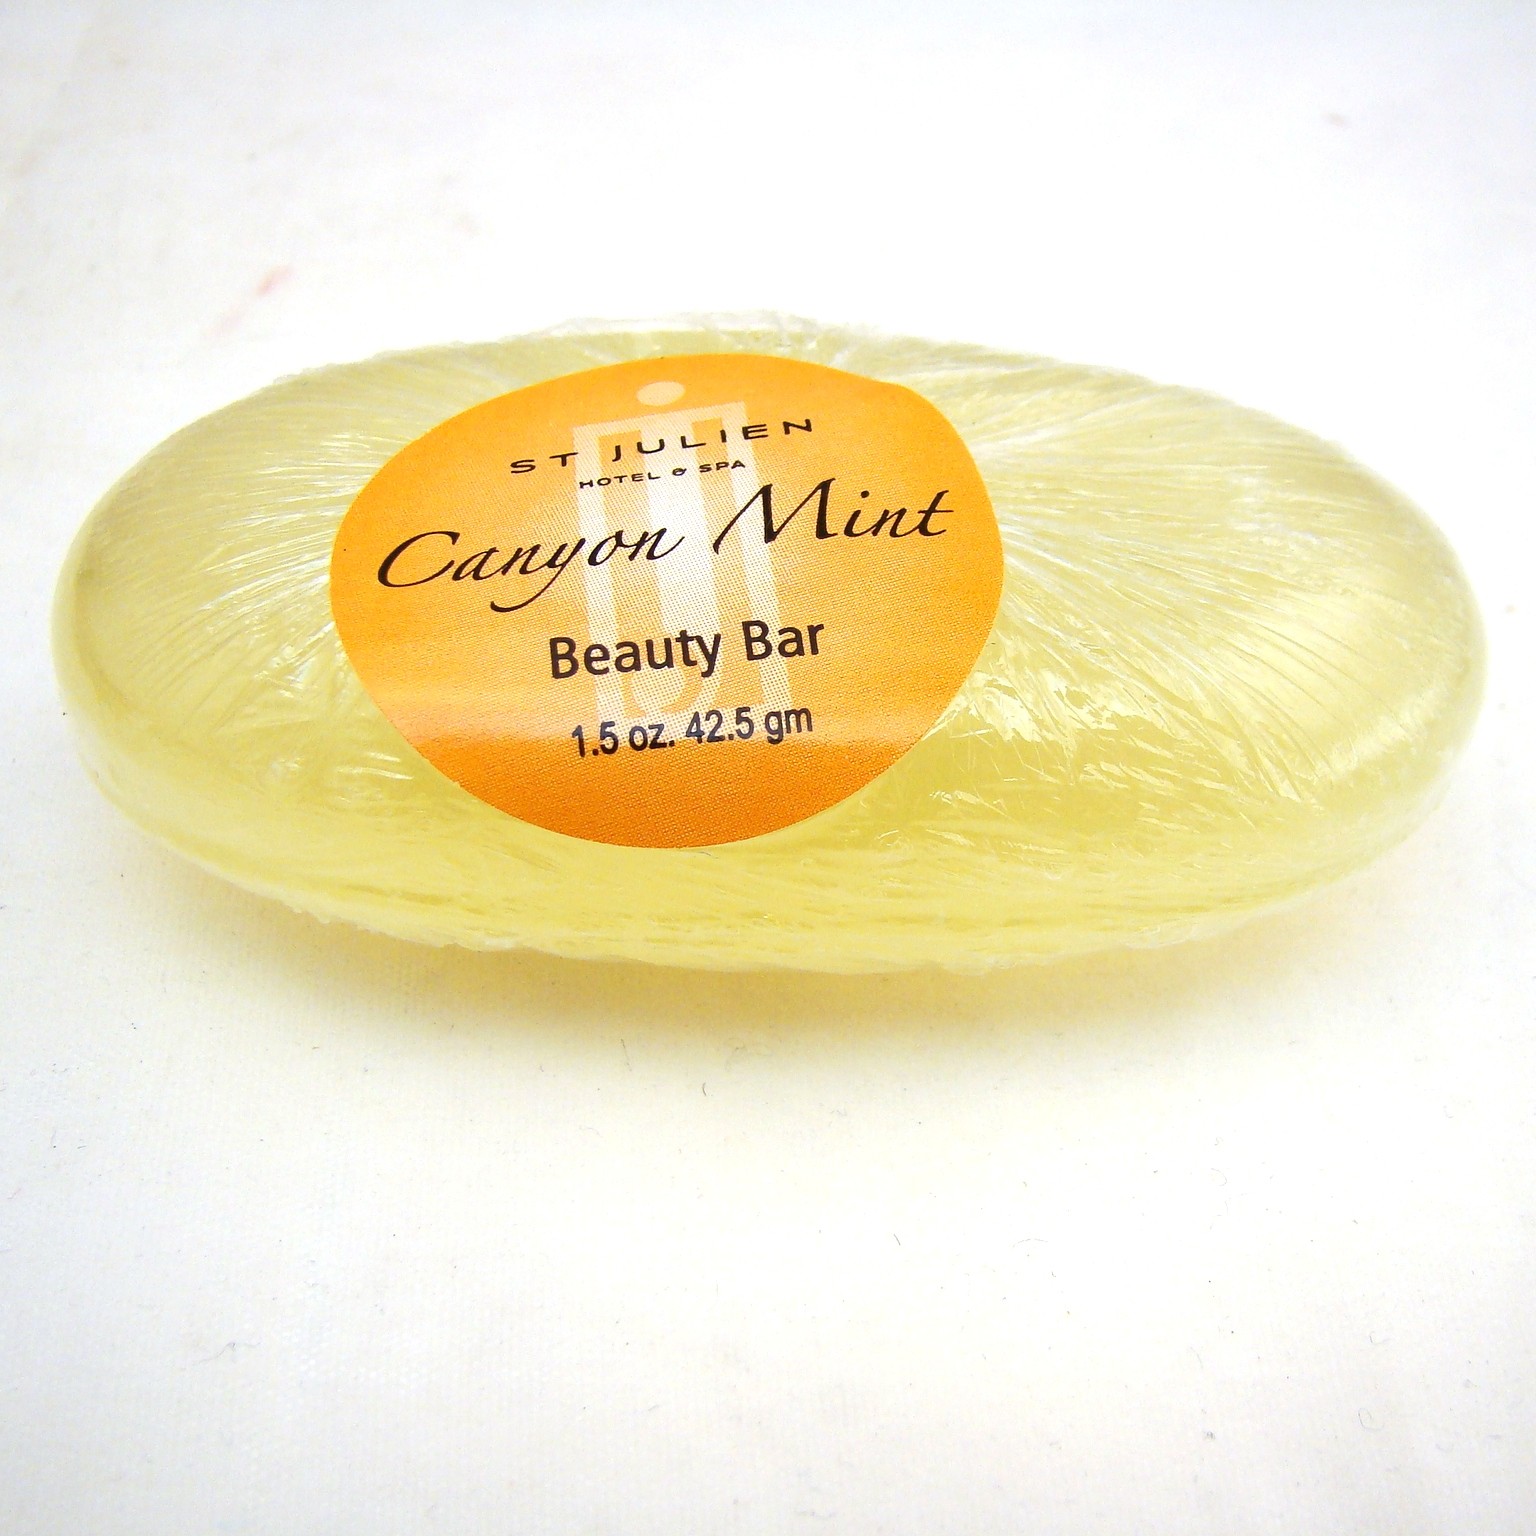 ST JULIEN
HOTEL & SPA
Canyon Mint
Beauty Bar
1.5 oz. 42.5 gm